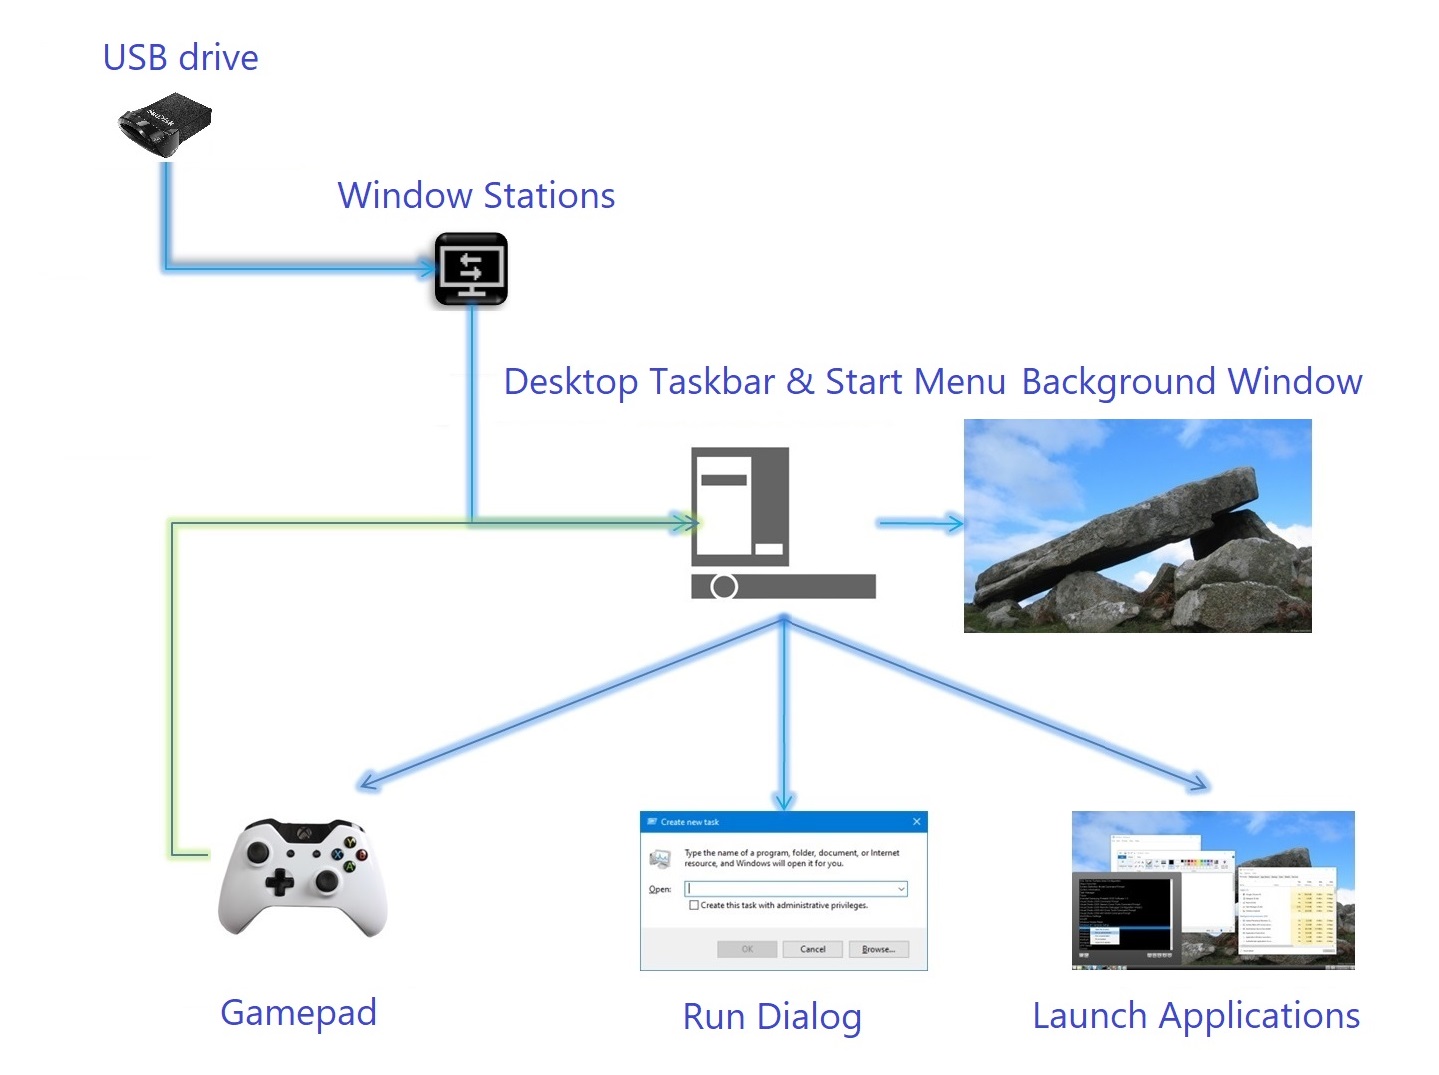 USB drive
SanDisk
Window Stations
Desktop Taskbar & Start Menu
Background Window
Y
X
B
A
Create new task
Type the name of a program, folder, document, or Internet
resource, and Windows will open it for you.
Open:
Create this task with administrative privileges.
OK
Cancel
Browse...
Gamepad
Run Dialog
Launch Applications